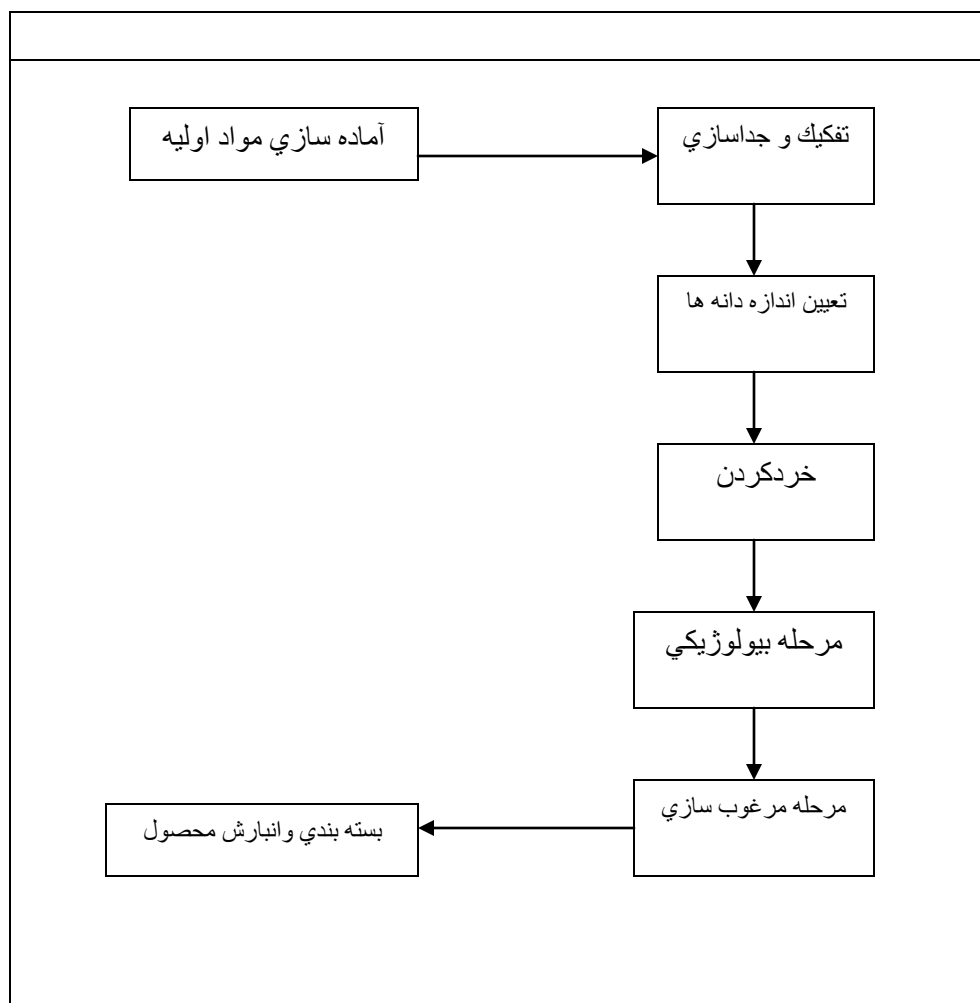 آماده سازي مواد اوليه
تفكيك و جداسازي
تعيين اندازه دانه ها
خردكردن
مرحله بيولوژيكي
مرحله مرغوب سازي
بسته بندي وانبارش محصول